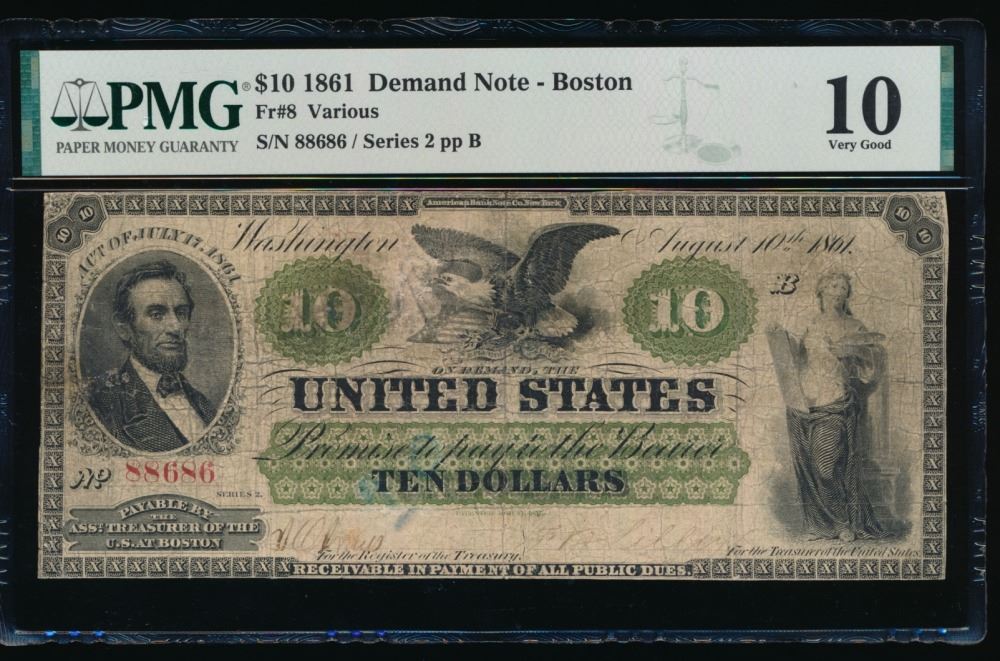 PMG® $10 1861 Demand Note - Boston
Fr#8 Various
PAPER MONEY GUARANTY S/N 88686 / Series 2 pp B
10
Very Good
American Bank Note Co. New York
10 10
ACT OF JULY 17, 1861
Washington August 10th 1861.
B
10 10
ON DEMAND, THE
UNITED STATES
Promise to pay to the Bearer
TEN DOLLARS
No 88686
SERIES 2.
PAYABLE BY
THE
ASST. TREASURER OF THE
U.S. AT BOSTON
For the Register of the Treasury.
For the Treasurer of the United States.
RECEIVABLE IN PAYMENT OF ALL PUBLIC DUES.